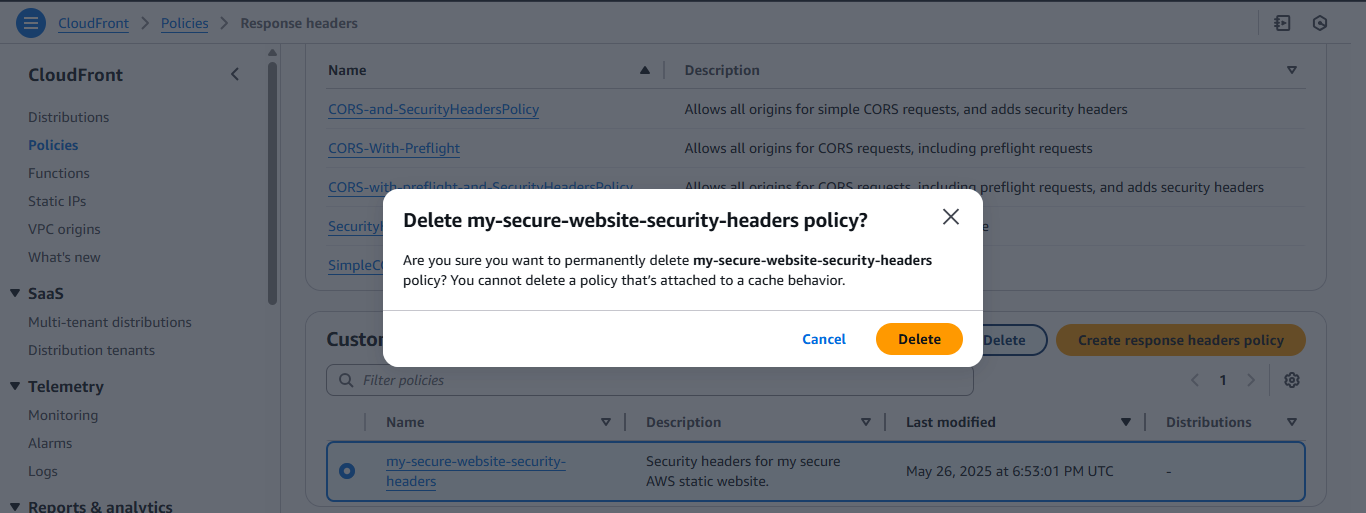 CloudFront > Policies > Response headers
CloudFront
Distributions
Policies
Functions
Static IPs
VPC origins
What's new
SaaS
Multi-tenant distributions
Distribution tenants
Telemetry
Monitoring
Alarms
Logs
Reports & analytics
Name Description
CORS-and-SecurityHeadersPolicy Allows all origins for simple CORS requests, and adds security headers
CORS-With-Preflight Allows all origins for CORS requests, including preflight requests
CORS-with-preflight-and-SecurityHeadersPolicy Allows all origins for CORS requests, including preflight requests, and adds security headers
Delete my-secure-website-security-headers policy?
Are you sure you want to permanently delete my-secure-website-security-headers
policy? You cannot delete a policy that's attached to a cache behavior.
Cancel Delete
Delete Create response headers policy
Filter policies 1
Name Description Last modified Distributions
my-secure-website-security-
headers
Security headers for my secure
AWS static website.
May 26, 2025 at 6:53:01 PM UTC -